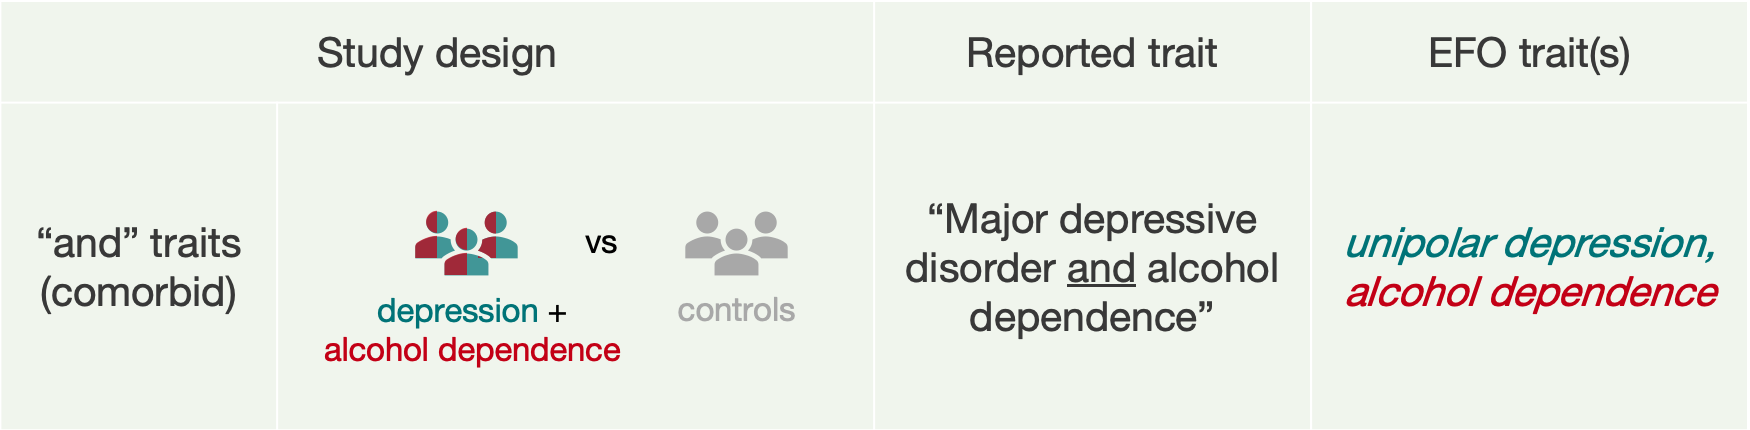 Study design
Reported trait
EFO trait(s)
“and” traits
(comorbid)
vs
depression +
alcohol dependence
controls
“Major depressive
disorder and alcohol
dependence”
unipolar depression,
alcohol dependence